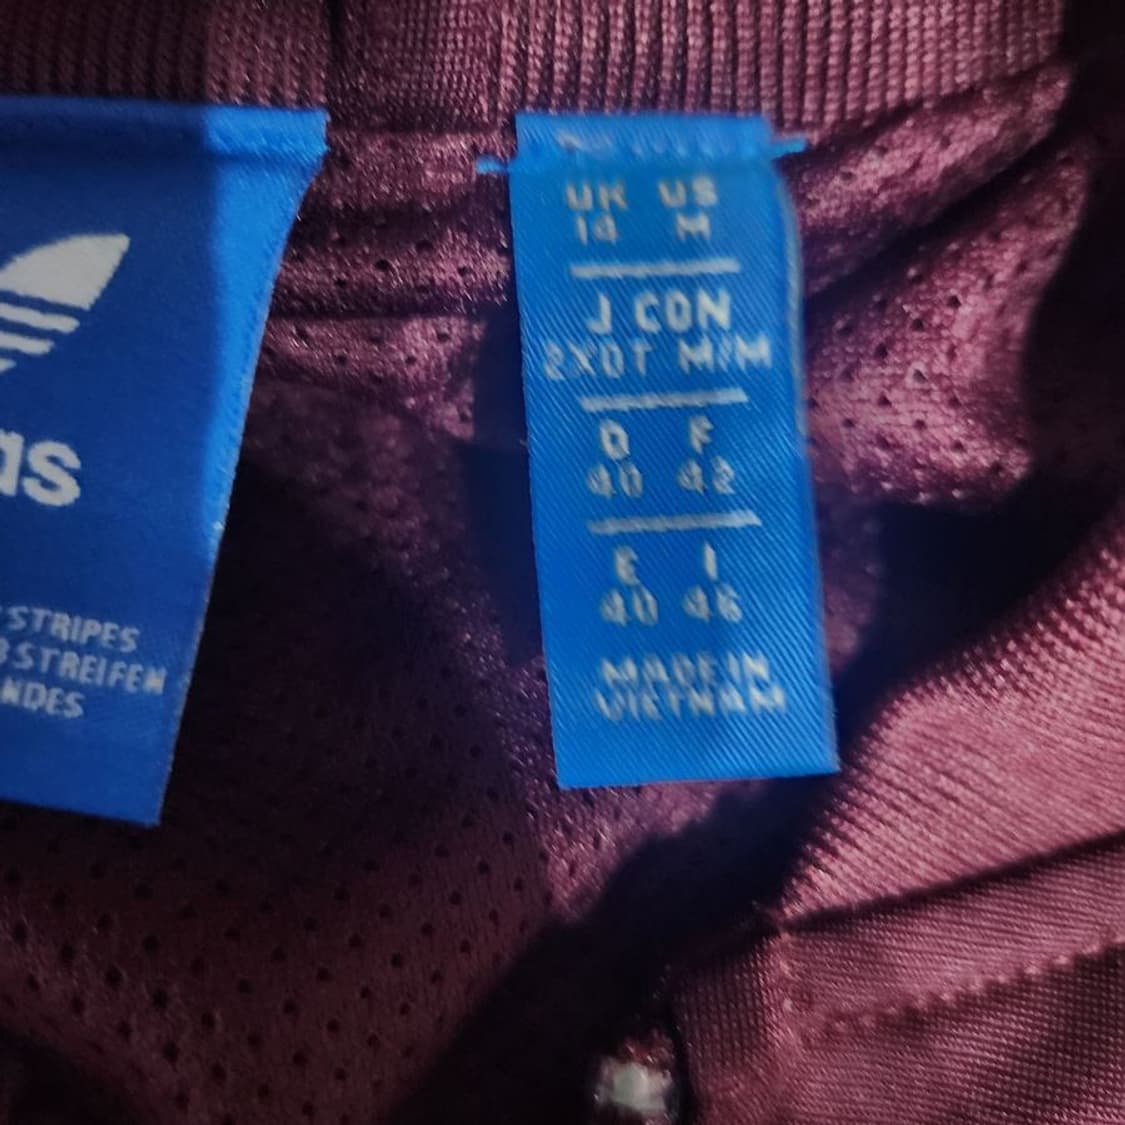 as
STRIPES
3 STREIFEN
NDES
UK US
14 M
J CON
2XOT M/M
D F
40 42
E I
40 46
MADE IN
VIETNAM